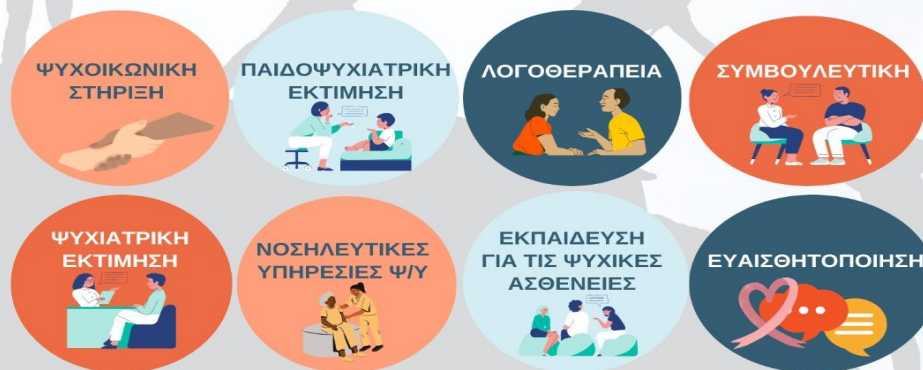 ΨΥΧΟΙΚΩΝΙΚΗ
ΣΤΗΡΙΞΗ
ΠΑΙΔΟΨΥΧΙΑΤΡΙΚΗ
ΕΚΤΙΜΗΣΗ
ΛΟΓΟΘΕΡΑΠΕΙΑ
ΣΥΜΒΟΥΛΕΥΤΙΚΗ
ΨΥΧΙΑΤΡΙΚΗ
ΕΚΤΙΜΗΣΗ
ΝΟΣΗΛΕΥΤΙΚΕΣ
ΥΠΗΡΕΣΙΕΣ Ψ/Υ
ΕΚΠΑΙΔΕΥΣΗ
ΓΙΑ ΤΙΣ ΨΥΧΙΚΕΣ
ΑΣΘΕΝΕΙΕΣ
ΕΥΑΙΣΘΗΤΟΠΟΙΗΣΗ